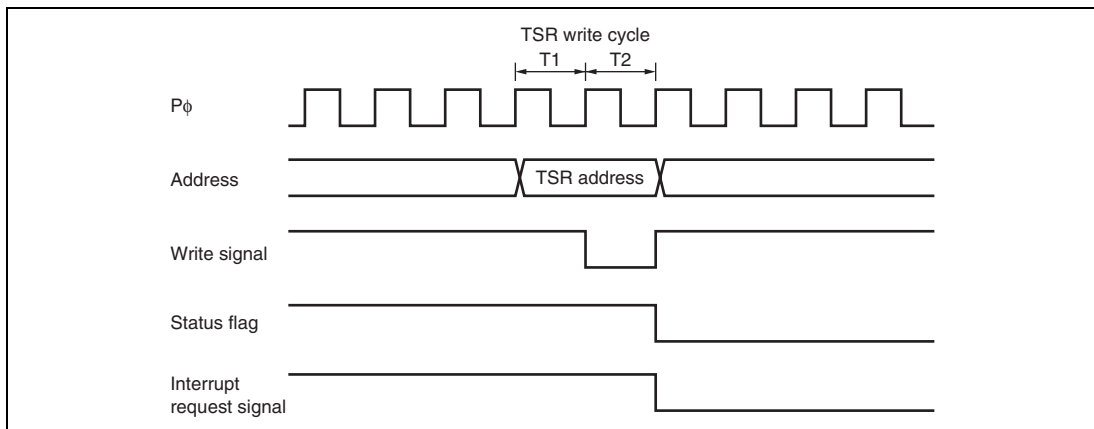 TSR write cycle
T1 T2
Pϕ
Address
TSR address
Write signal
Status flag
Interrupt
request signal